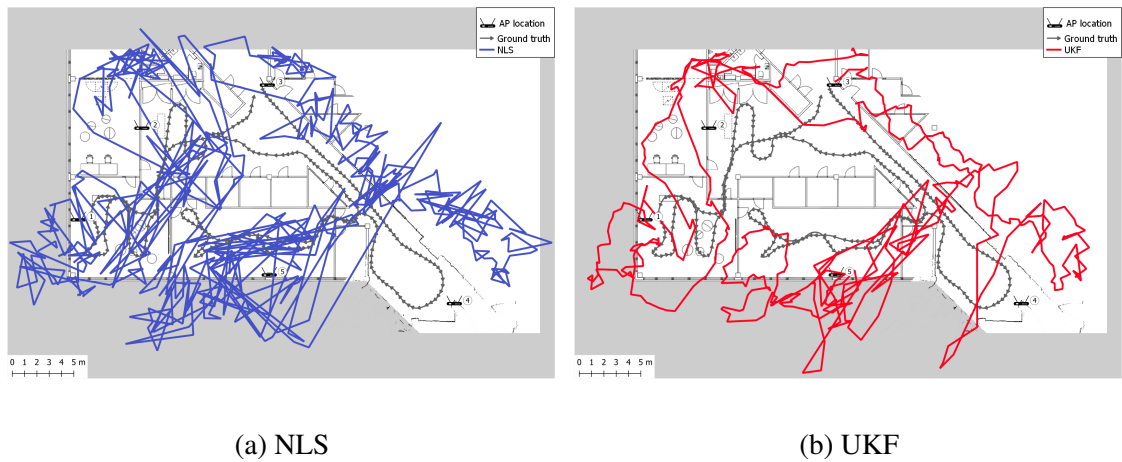 AP location
Ground truth
NLS
3
2
1
5
4
0 1 2 3 4 5 m
AP location
Ground truth
UKF
3
2
1
5
4
0 1 2 3 4 5 m
(a) NLS
(b) UKF